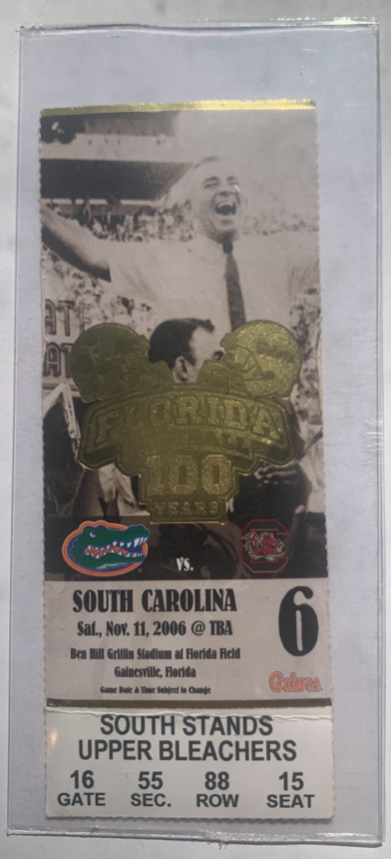 FLORIDA
100
YEARS
VS.
SOUTH CAROLINA
Sat., Nov. 11, 2006 @ TBA
6
Ben Hill Griffin Stadium at Florida Field
Gainesville, Florida
Game Date & Time Subject to Change
Gators
SOUTH STANDS
UPPER BLEACHERS
16 55 88 15
GATE SEC. ROW SEAT